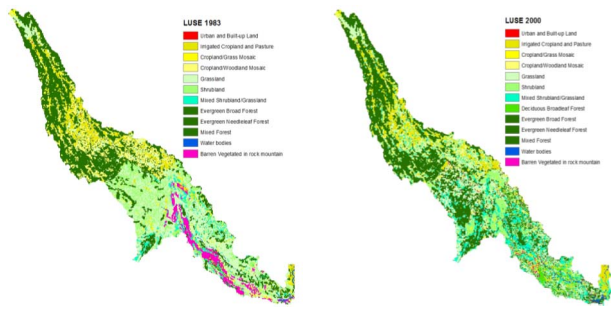 LUSE 1983
Urban and Built-up Land
Irrigated Cropland and Pasture
Cropland/Grass Mosaic
Cropland/Woodland Mosaic
Grassland
Shrubland
Mixed Shrubland/Grassland
Evergreen Broad Forest
Evergreen Needleleaf Forest
Mixed Forest
Water bodies
Barren Vegetated in rock mountain
LUSE 2000
Urban and Built-up Land
Irrigated Cropland and Pasture
Cropland/Grass Mosaic
Cropland/Woodland Mosaic
Grassland
Shrubland
Mixed Shrubland/Grassland
Deciduous Broadleaf Forest
Evergreen Broad Forest
Evergreen Needleleaf Forest
Mixed Forest
Water bodies
Barren Vegetated in rock mountain